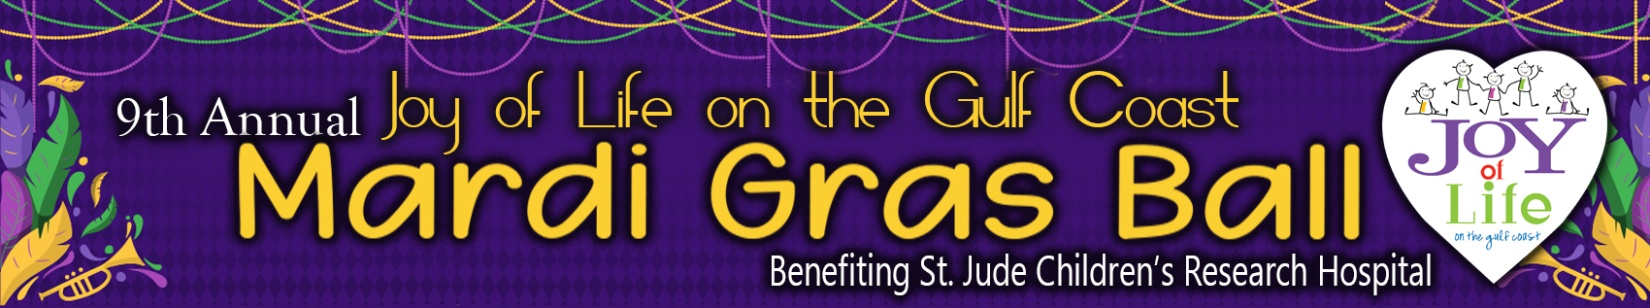 9th Annual Joy of Life on the Gulf Coast
Mardi Gras Ball
Benefiting St. Jude Children's Research Hospital
JOY
of
Life
on the gulf coast